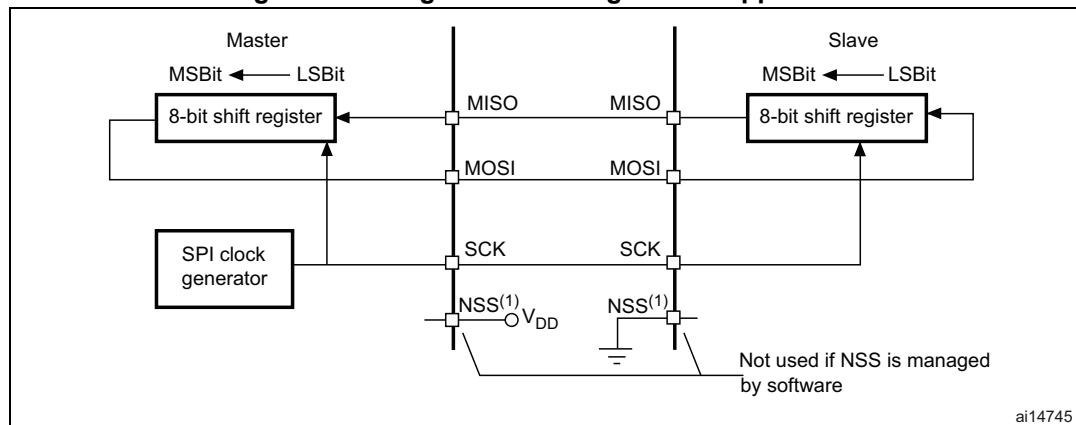 Master
Slave
MSBit LSBit
MSBit LSBit
8-bit shift register
MISO
MISO
8-bit shift register
MOSI
MOSI
SPI clock
generator
SCK
SCK
NSS(1)
VDD
NSS(1)
Not used if NSS is managed
by software
ai14745